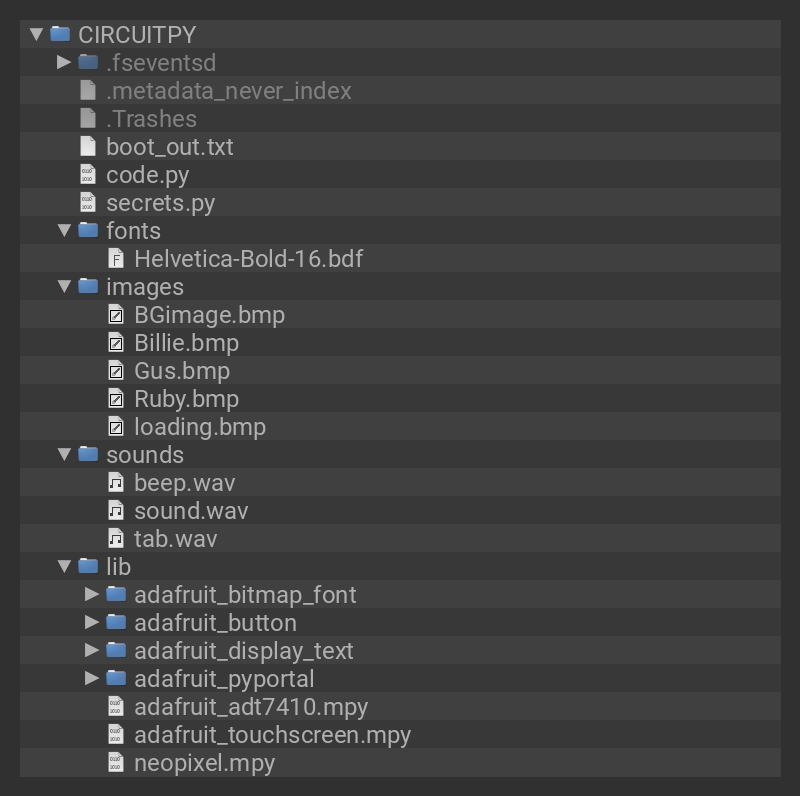 CIRCUITPY
.fseventsd
.metadata_never_index
.Trashes
boot_out.txt
code.py
secrets.py
fonts
Helvetica-Bold-16.bdf
images
BGimage.bmp
Billie.bmp
Gus.bmp
Ruby.bmp
loading.bmp
sounds
beep.wav
sound.wav
tab.wav
lib
adafruit_bitmap_font
adafruit_button
adafruit_display_text
adafruit_pyportal
adafruit_adt7410.mpy
adafruit_touchscreen.mpy
neopixel.mpy